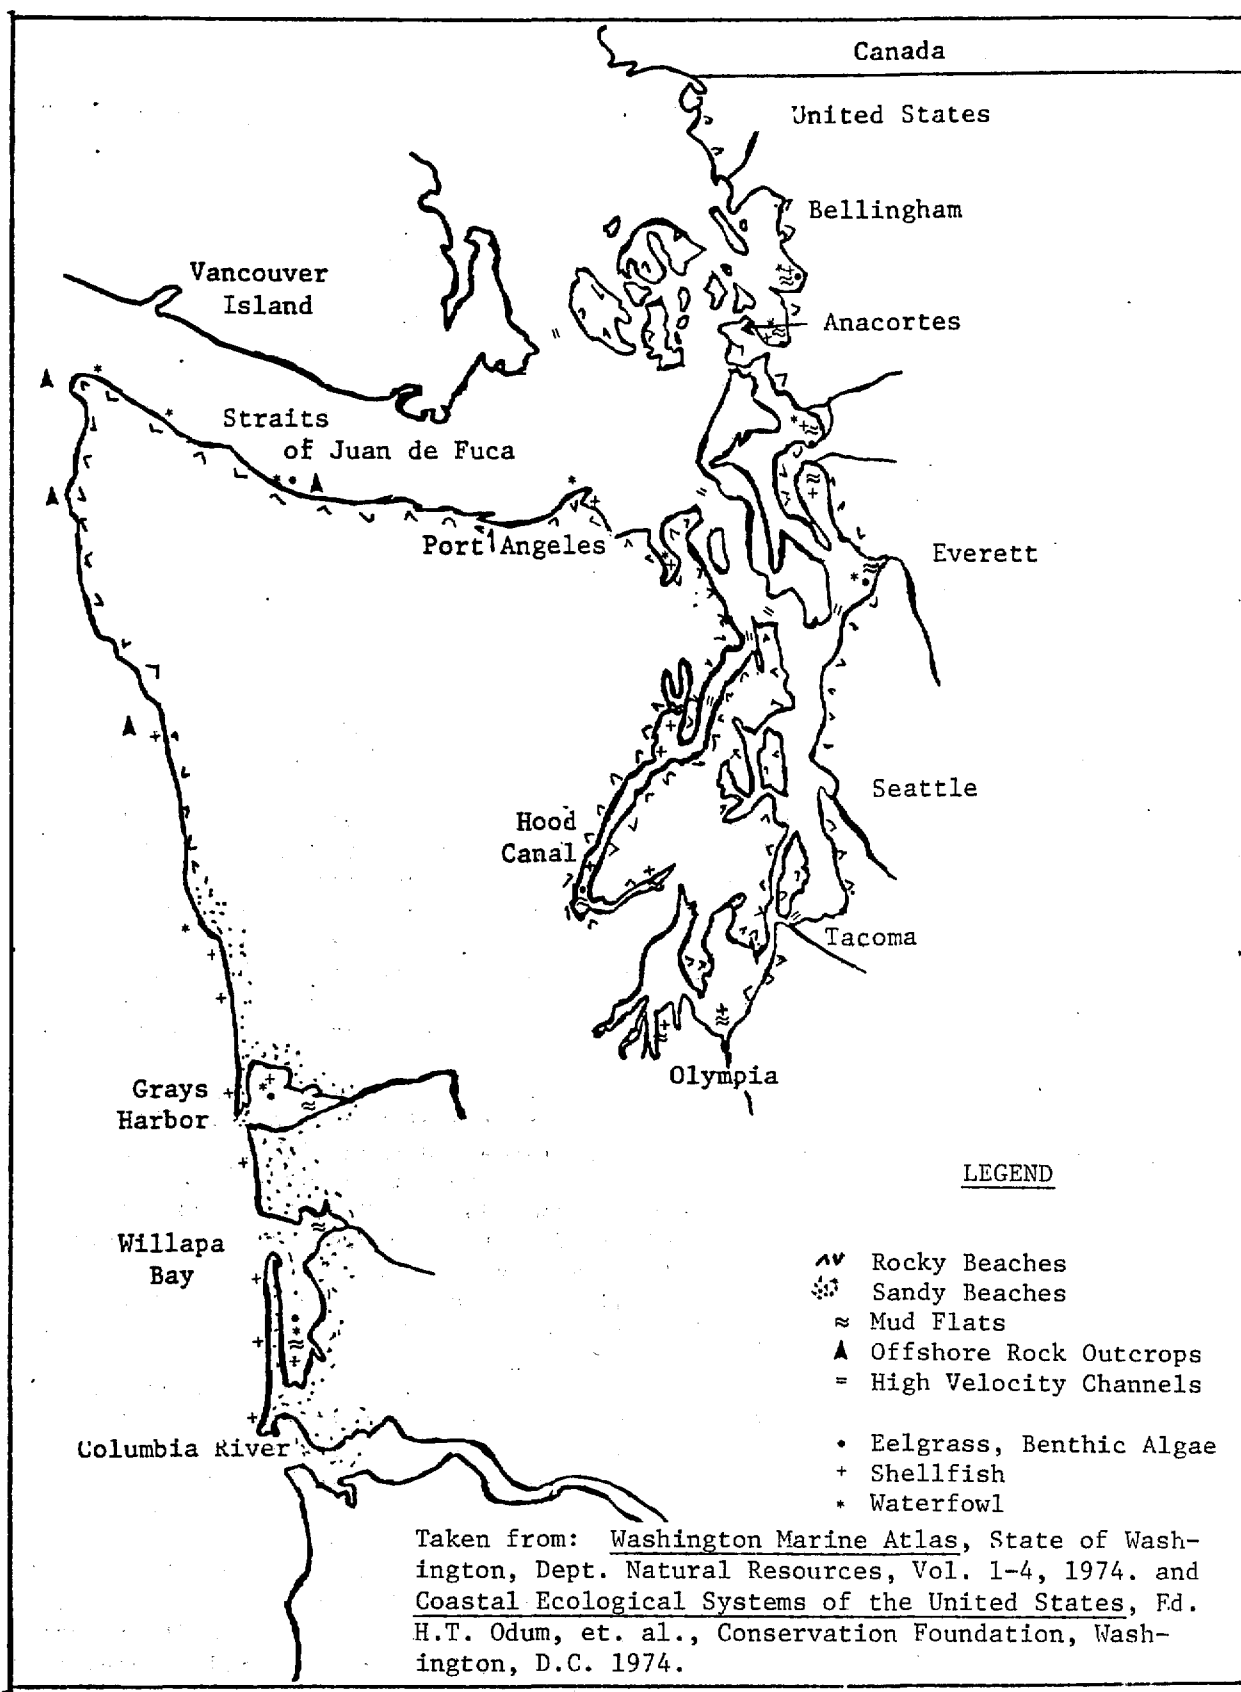 Canada
United States
Bellingham
Vancouver
Island
Anacortes
Straits
of Juan de Fuca
Port Angeles
Everett
Seattle
Hood
Canal
Tacoma
Olympia
Grays
Harbor
Willapa
Bay
Columbia River
LEGEND
Rocky Beaches
Sandy Beaches
≈ Mud Flats
Offshore Rock Outcrops
= High Velocity Channels
• Eelgrass, Benthic Algae
+ Shellfish
* Waterfowl
Taken from: Washington Marine Atlas, State of Wash-
ington, Dept. Natural Resources, Vol. 1-4, 1974. and
Coastal Ecological Systems of the United States, Ed.
H.T. Odum, et. al., Conservation Foundation, Wash-
ington, D.C. 1974.